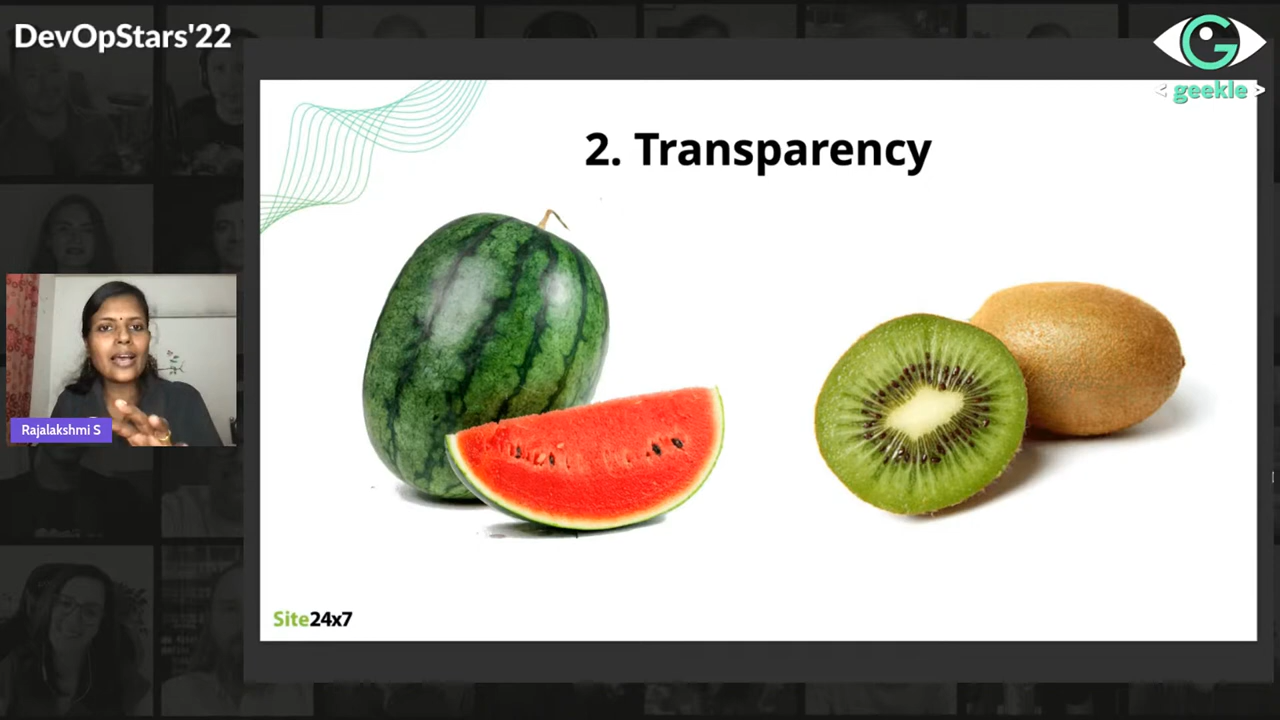 DevOpStars'22
G
< geekle >
2. Transparency
Rajalakshmi S
Site24x7